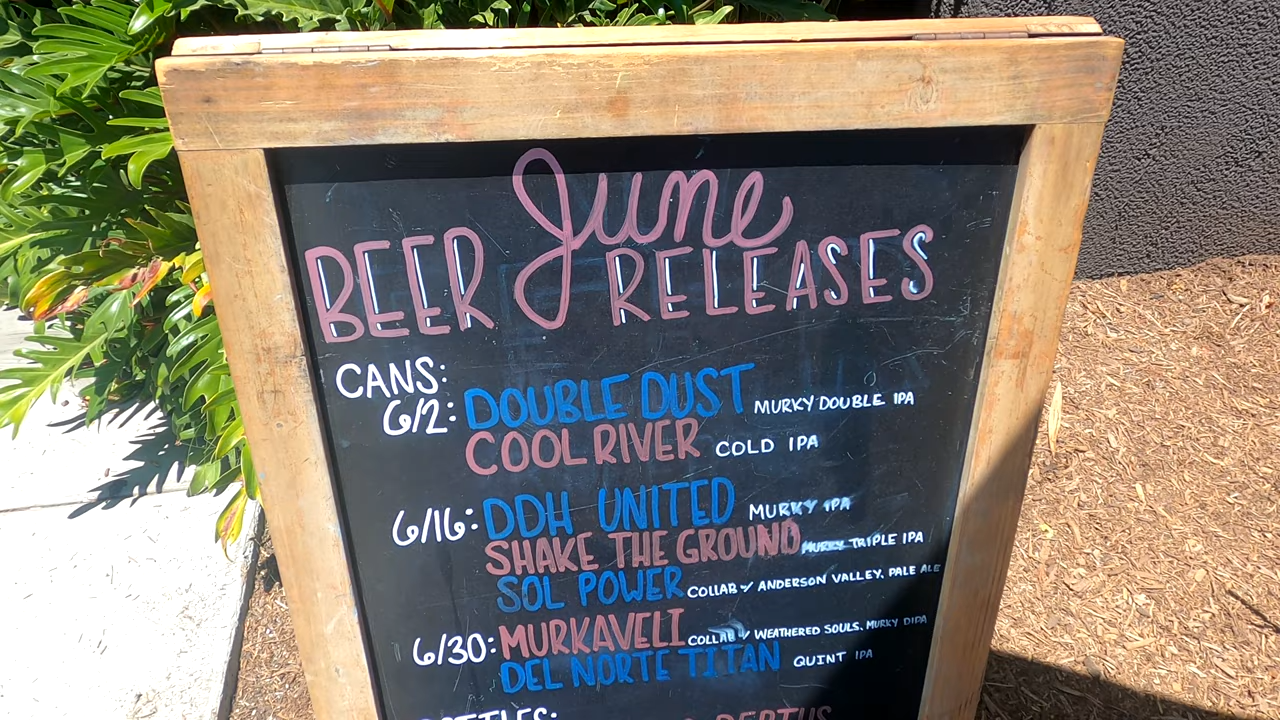 June
BEER RELEASES
CANS:
6/2: DOUBLE DUST MURKY DOUBLE IPA
COOL RIVER COLD IPA
6/16: DDH UNITED MURKY IPA
SHAKE THE GROUND MURKY TRIPLE IPA
SOL POWER COLLAB w/ ANDERSON VALLEY, PALE ALE
6/30: MURKAVELI COLLAB w/ WEATHERED SOULS, MURKY DIPA
DEL NORTE TITAN QUINT IPA
BOTTLES: